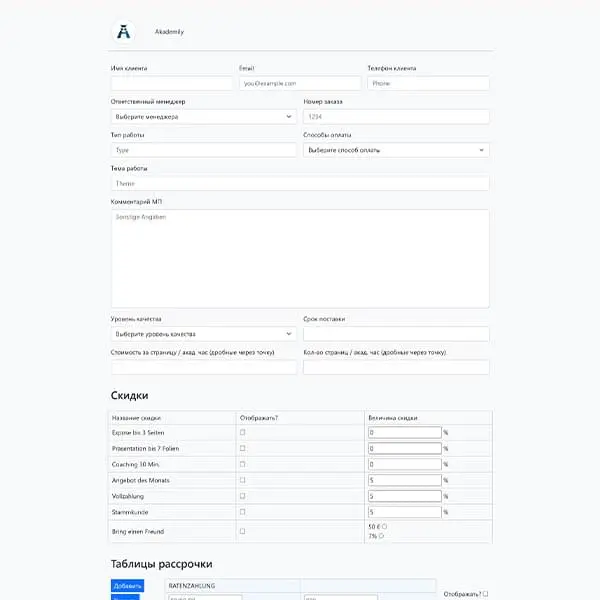 Akademily
Имя клиента Email Телефон клиента
you@example.com Phone
Ответственный менеджер Номер заказа
Выберите менеджера 1234
Тип работы Способы оплаты
Type Выберите способ оплаты
Тема работы
Theme
Комментарий МП
Sonstige Angaben
Уровень качества Срок поставки
Выберите уровень качества
Стоимость за страницу / акад. час (дробные через точку) Кол-во страниц / акад. час (дробные через точку)
Скидки
Название скидки Отображать? Величина скидки
Expose bis 3 Seiten 0 %
Präsentation bis 7 Folien 0 %
Coaching 30 Min. 0 %
Angebot des Monats 5 %
Vollzahlung 5 %
Stammkunde 5 %
Bring einen Freund 50 €
7%
Таблицы рассрочки
Добавить RATENZAHLUNG
Отображать?